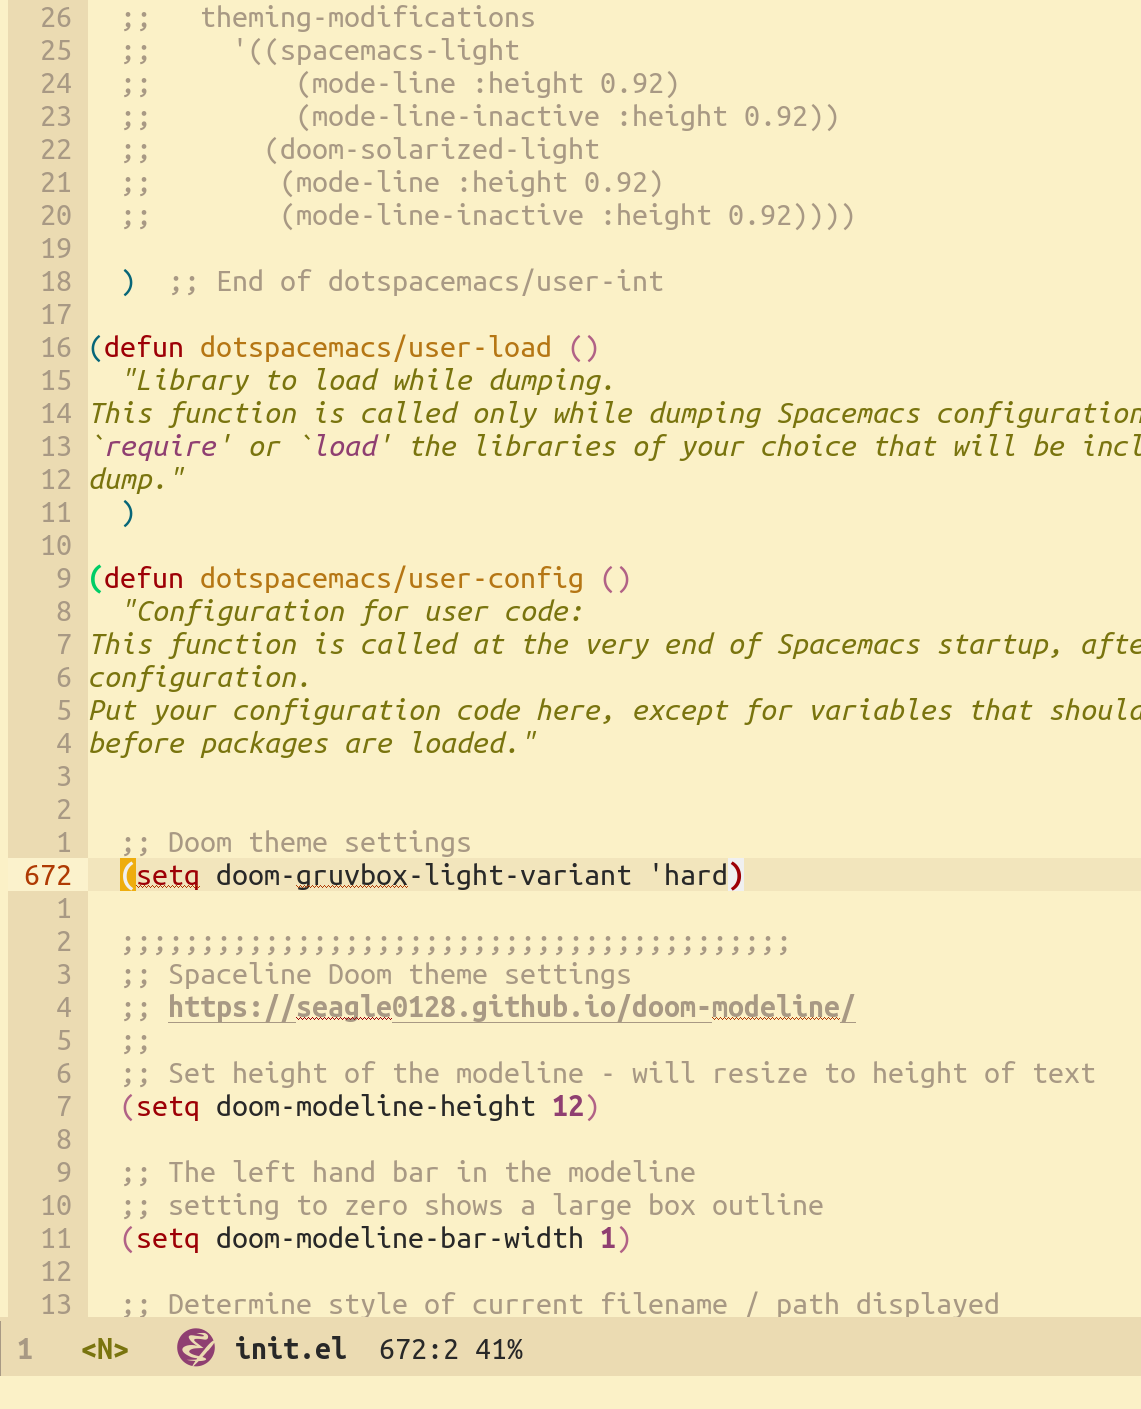 26 ;; theming-modifications
25 ;; '((spacemacs-light
24 ;; (mode-line :height 0.92)
23 ;; (mode-line-inactive :height 0.92))
22 ;; (doom-solarized-light
21 ;; (mode-line :height 0.92)
20 ;; (mode-line-inactive :height 0.92))))
19
18 ) ;; End of dotspacemacs/user-int
17
16 (defun dotspacemacs/user-load ()
15 "Library to load while dumping.
14 This function is called only while dumping Spacemacs configuration
13 `require' or `load' the libraries of your choice that will be incl
12 dump."
11 )
10
9 (defun dotspacemacs/user-config ()
8 "Configuration for user code:
7 This function is called at the very end of Spacemacs startup, afte
6 configuration.
5 Put your configuration code here, except for variables that should
4 before packages are loaded."
3
2
1 ;; Doom theme settings
672 (setq doom-gruvbox-light-variant 'hard)
1
2 ;;;;;;;;;;;;;;;;;;;;;;;;;;;;;;;;;;;;;;;;;;
3 ;; Spaceline Doom theme settings
4 ;; https://seagle0128.github.io/doom-modeline/
5 ;;
6 ;; Set height of the modeline - will resize to height of text
7 (setq doom-modeline-height 12)
8
9 ;; The left hand bar in the modeline
10 ;; setting to zero shows a large box outline
11 (setq doom-modeline-bar-width 1)
12
13 ;; Determine style of current filename / path displayed
1 <N> init.el 672:2 41%